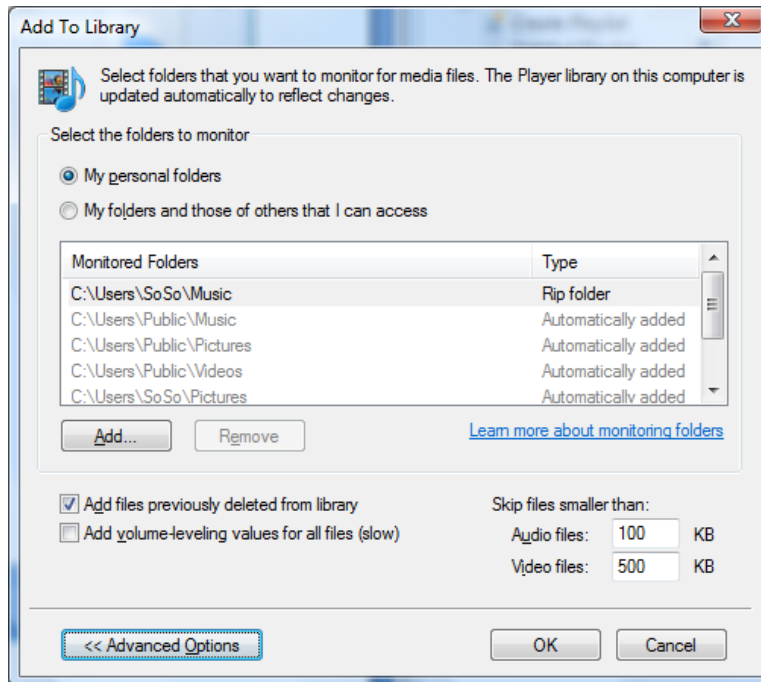 Add To Library
Select folders that you want to monitor for media files. The Player library on this computer is
updated automatically to reflect changes.
Select the folders to monitor
My personal folders
My folders and those of others that I can access
Monitored Folders Type
C:\Users\SoSo\Music Rip folder
C:\Users\Public\Music Automatically added
C:\Users\Public\Pictures Automatically added
C:\Users\Public\Videos Automatically added
C:\Users\SoSo\Pictures Automatically added
Add... Remove Learn more about monitoring folders
Add files previously deleted from library Skip files smaller than:
Add volume-leveling values for all files (slow) Audio files: 100 KB
Video files: 500 KB
<< Advanced Options OK Cancel